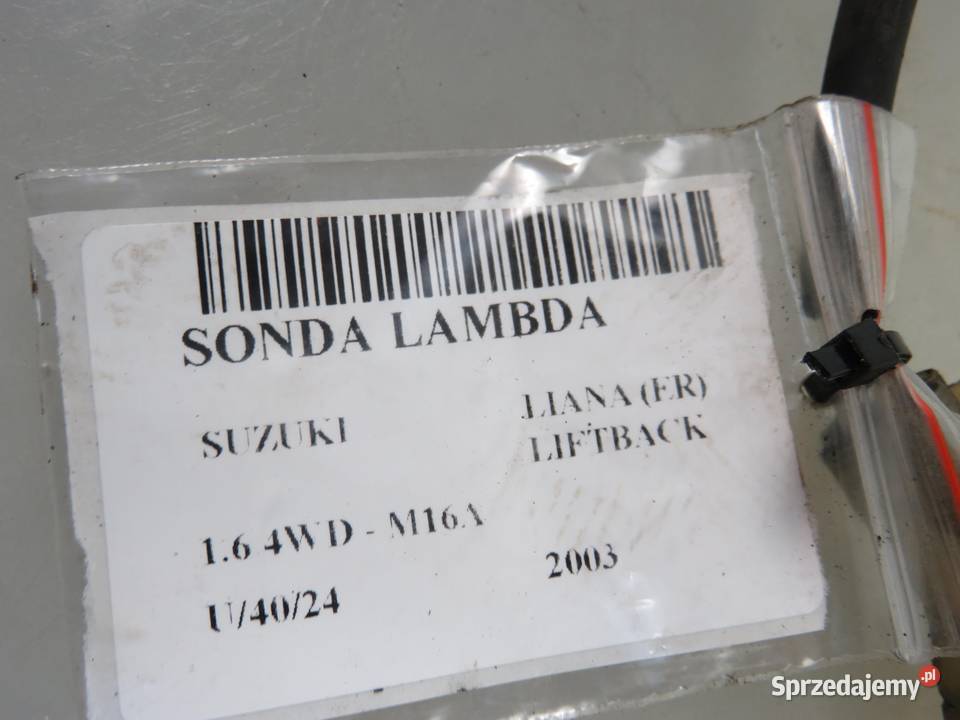 SONDA LAMBDA
SUZUKI
LIANA (ER)
LIFTBACK
1.6 4WD - M16A
2003
U/40/24
Sprzedajemy.pl